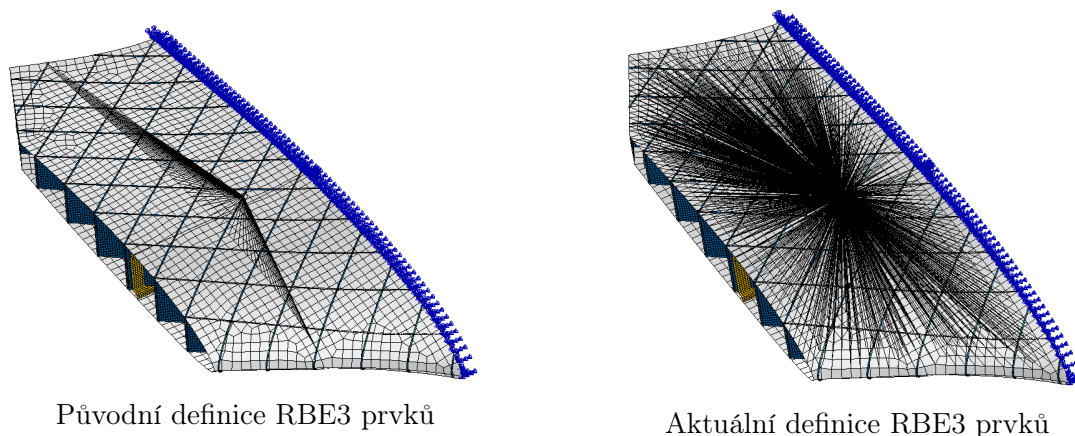 Původní definice RBE3 prvků
Aktuální definice RBE3 prvků